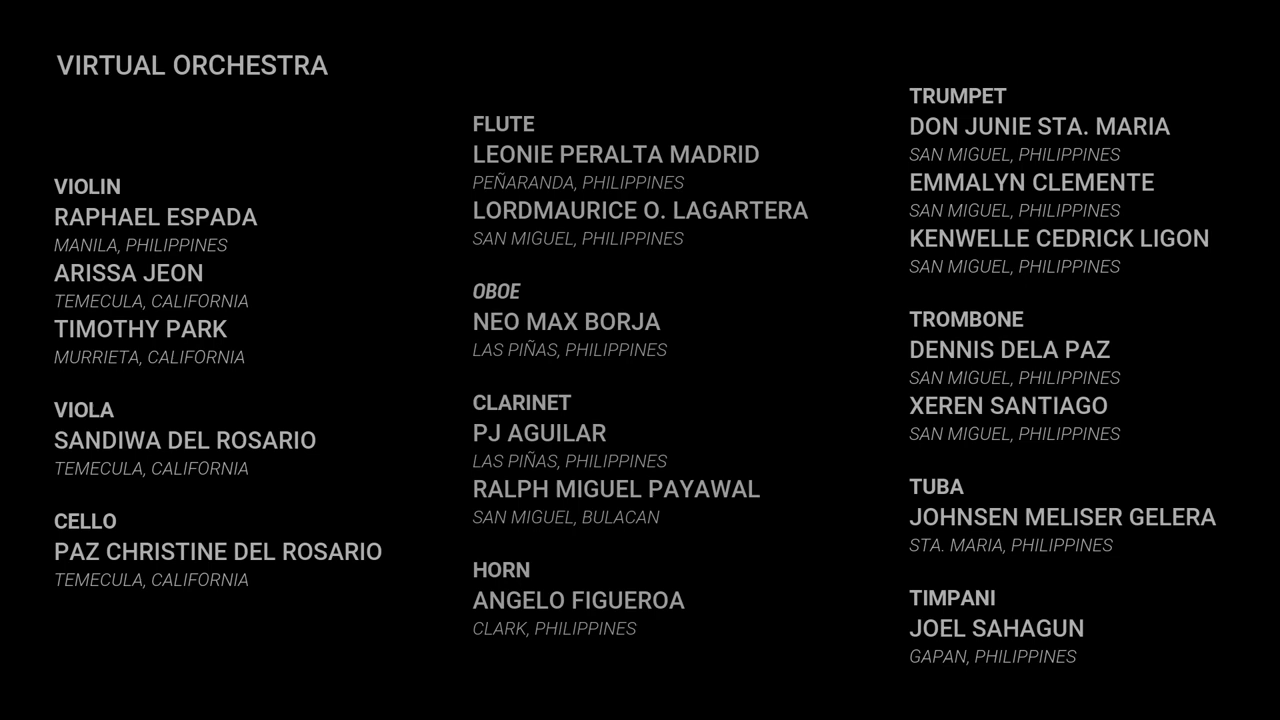 VIRTUAL ORCHESTRA
VIOLIN
RAPHAEL ESPADA
MANILA, PHILIPPINES
ARISSA JEON
TEMECULA, CALIFORNIA
TIMOTHY PARK
MURRIETA, CALIFORNIA
VIOLA
SANDIWA DEL ROSARIO
TEMECULA, CALIFORNIA
CELLO
PAZ CHRISTINE DEL ROSARIO
TEMECULA, CALIFORNIA
FLUTE
LEONIE PERALTA MADRID
PEÑARANDA, PHILIPPINES
LORDMAURICE O. LAGARTERA
SAN MIGUEL, PHILIPPINES
OBOE
NEO MAX BORJA
LAS PIÑAS, PHILIPPINES
CLARINET
PJ AGUILAR
LAS PIÑAS, PHILIPPINES
RALPH MIGUEL PAYAWAL
SAN MIGUEL, BULACAN
HORN
ANGELO FIGUEROA
CLARK, PHILIPPINES
TRUMPET
DON JUNIE STA. MARIA
SAN MIGUEL, PHILIPPINES
EMMALYN CLEMENTE
SAN MIGUEL, PHILIPPINES
KENWELLE CEDRICK LIGON
SAN MIGUEL, PHILIPPINES
TROMBONE
DENNIS DELA PAZ
SAN MIGUEL, PHILIPPINES
XEREN SANTIAGO
SAN MIGUEL, PHILIPPINES
TUBA
JOHNSEN MELISER GELERA
STA. MARIA, PHILIPPINES
TIMPANI
JOEL SAHAGUN
GAPAN, PHILIPPINES